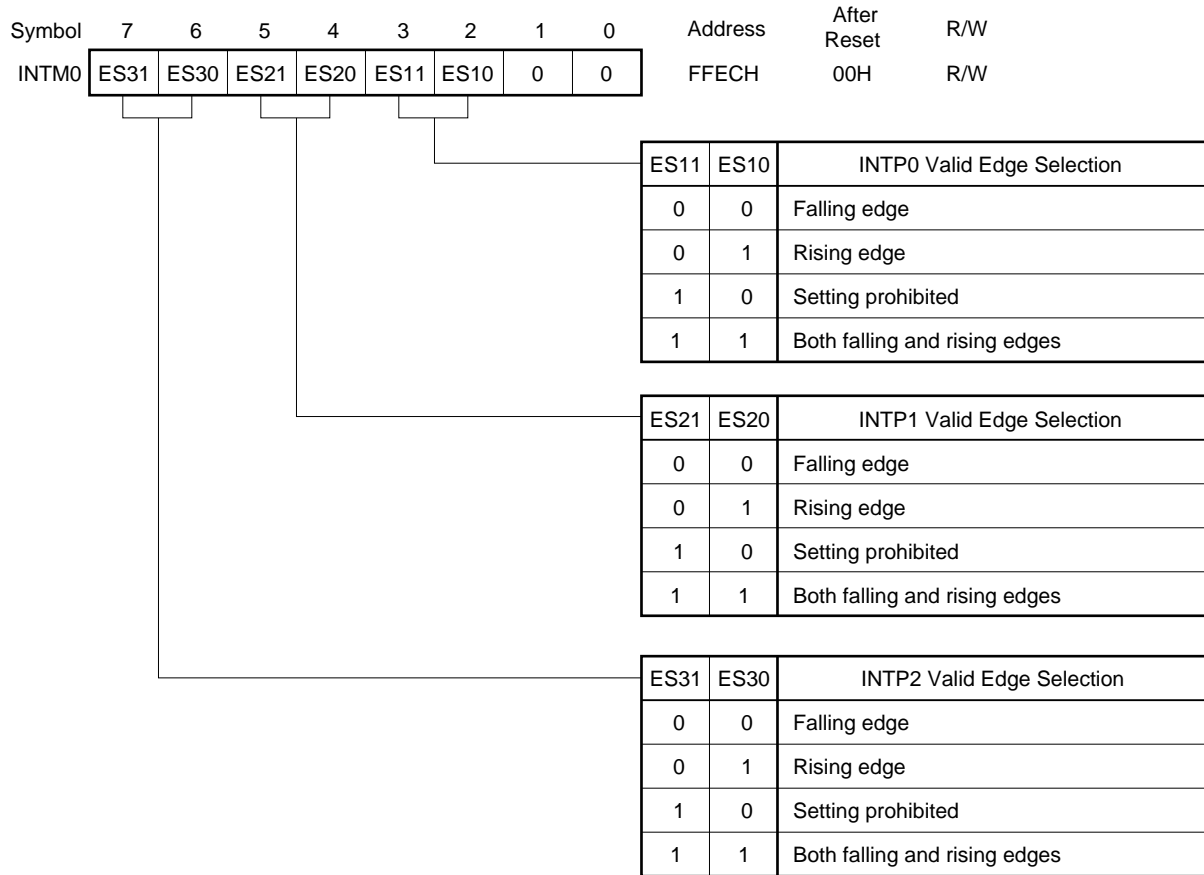 Symbol 7 6 5 4 3 2 1 0 Address After Reset R/W
INTM0 ES31 ES30 ES21 ES20 ES11 ES10 0 0 FFECH 00H R/W
ES11 ES10 INTP0 Valid Edge Selection
0 0 Falling edge
0 1 Rising edge
1 0 Setting prohibited
1 1 Both falling and rising edges
ES21 ES20 INTP1 Valid Edge Selection
0 0 Falling edge
0 1 Rising edge
1 0 Setting prohibited
1 1 Both falling and rising edges
ES31 ES30 INTP2 Valid Edge Selection
0 0 Falling edge
0 1 Rising edge
1 0 Setting prohibited
1 1 Both falling and rising edges